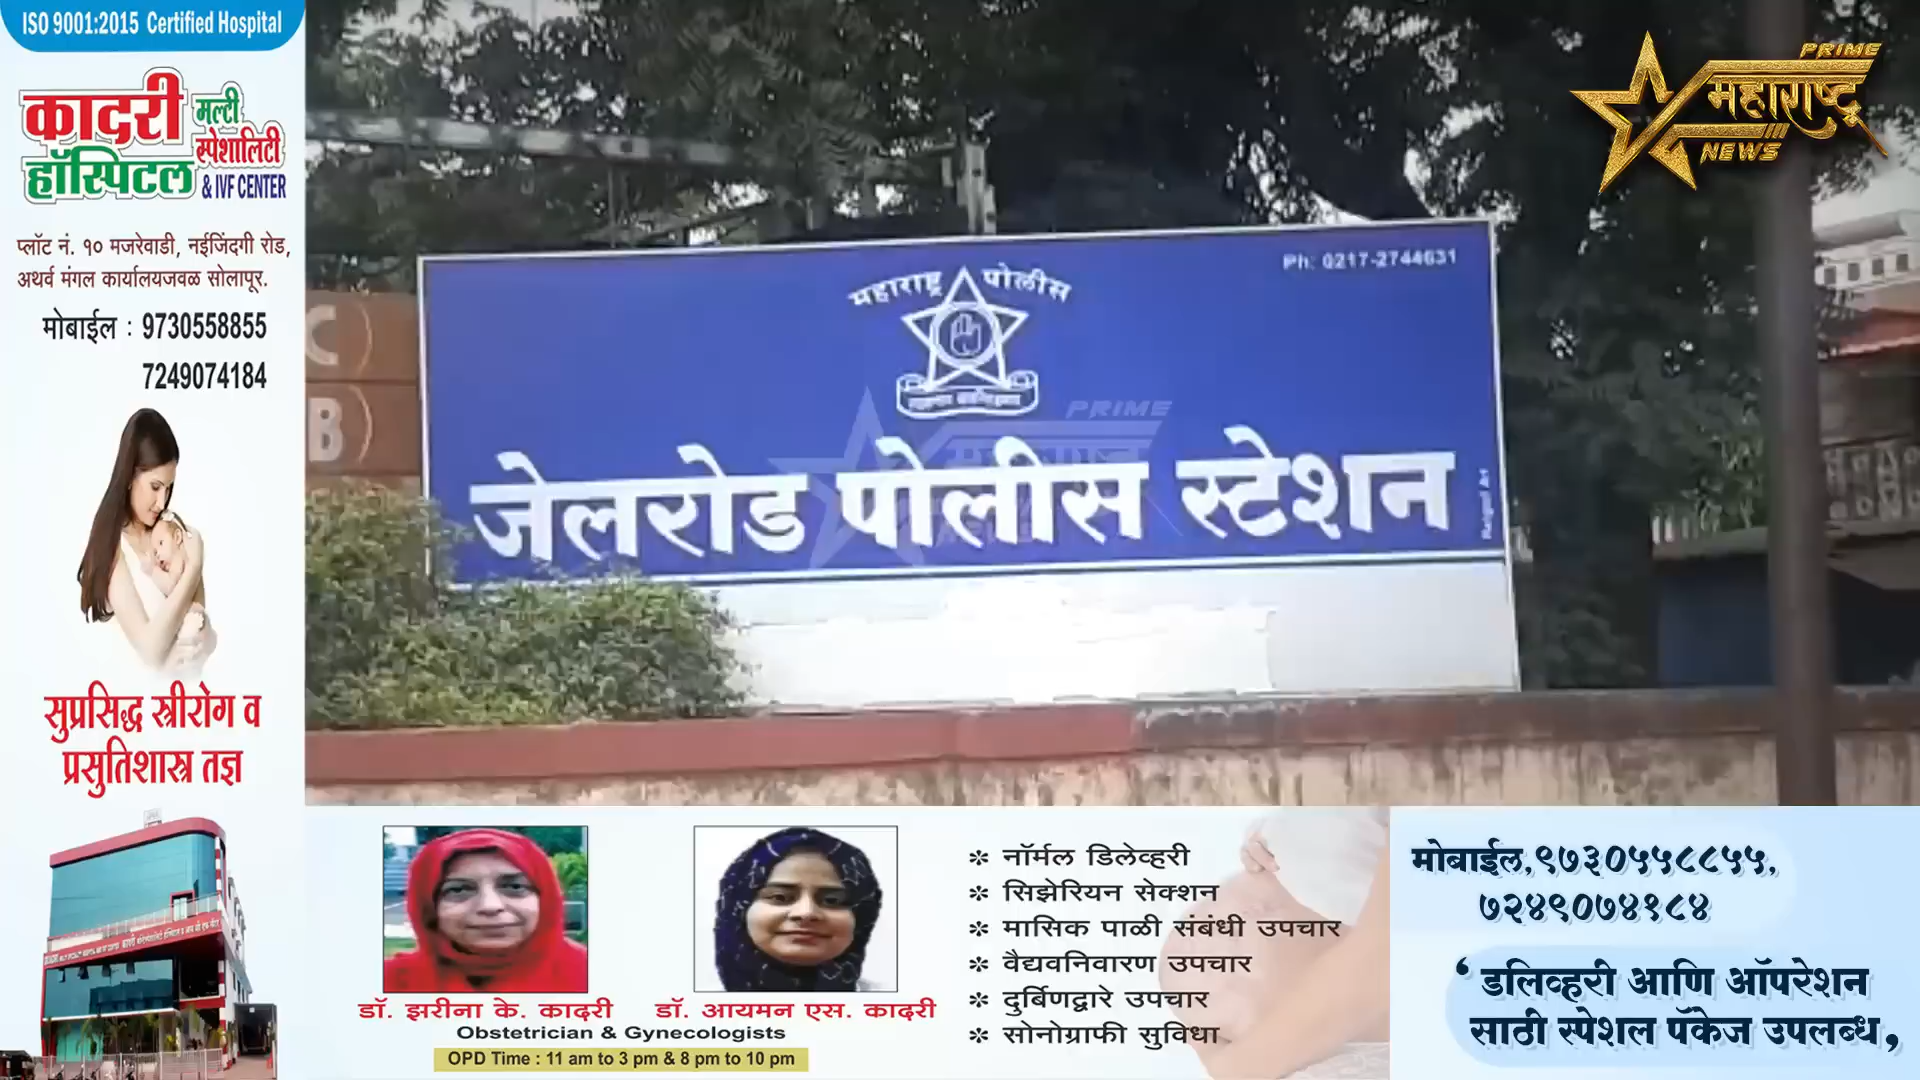 ISO 9001:2015 Certified Hospital
कादरी मल्टी
हॉस्पिटल स्पेशालिटी
& IVF CENTER
प्लॉट नं. १० मजरेवाडी, नईजिंदगी रोड,
अथर्व मंगल कार्यालयजवळ सोलापूर.
मोबाईल : 9730558855
7249074184
सुप्रसिद्ध स्त्रीरोग व
प्रसुतिशास्त्र तज्ञ
PRIME
महाराष्ट्र
NEWS
Ph: 0217-2744631
महाराष्ट्र पोलीस
जेलरोड पोलीस स्टेशन
PRIME
महाराष्ट्र
NEWS
C)
B)
डॉ. झरीना के. कादरी
डॉ. आयमन एस. कादरी
Obstetrician & Gynecologists
OPD Time : 11 am to 3 pm & 8 pm to 10 pm
* नॉर्मल डिलेव्हरी
* सिझेरियन सेक्शन
* मासिक पाळी संबंधी उपचार
* वैद्यवनिवारण उपचार
* दुर्बिणद्वारे उपचार
* सोनोग्राफी सुविधा
मोबाईल,९७३०५५८८५५,
७२४९०७४१८४
‘ डलिव्हरी आणि ऑपरेशन
साठी स्पेशल पॅकेज उपलब्ध,